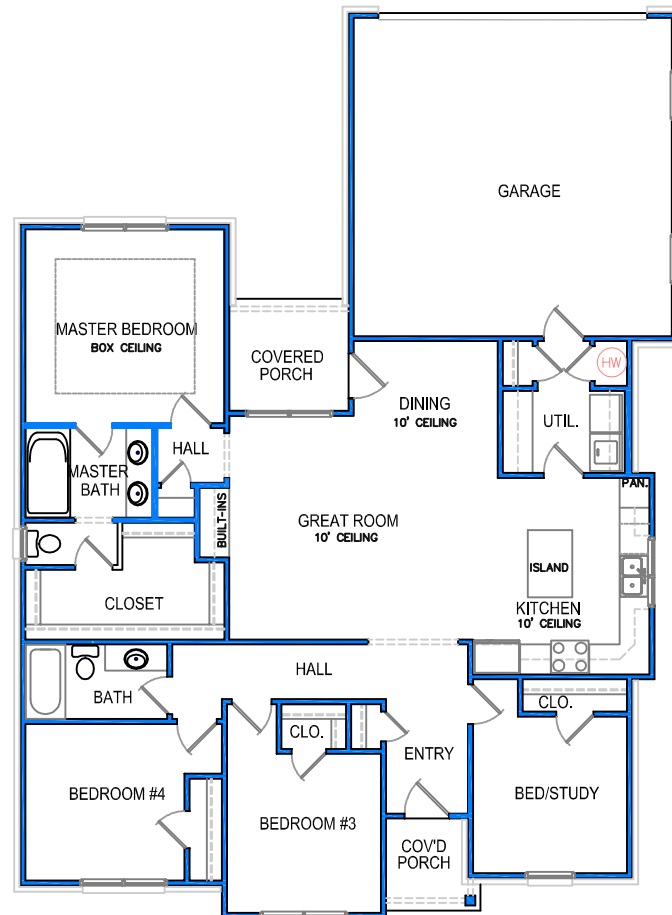 GARAGE
MASTER BEDROOM
BOX CEILING
COVERED
PORCH
HW
DINING
10' CEILING
UTIL.
HALL
MASTER
BATH
PAN.
BUILT-INS
GREAT ROOM
10' CEILING
ISLAND
CLOSET
KITCHEN
10' CEILING
HALL
BATH
CLO.
CLO.
ENTRY
BEDROOM #4
BED/STUDY
BEDROOM #3
COV'D
PORCH